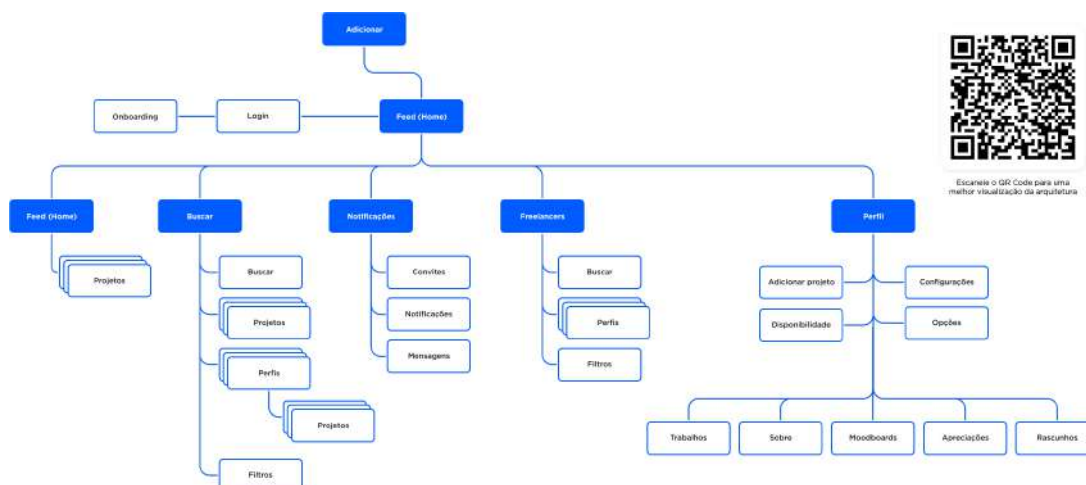 Adicionar
Onboarding
Login
Feed (Home)
Escaneie o QR Code para uma
melhor visualização da arquitetura
Feed (Home)
Buscar
Notificações
Freelancers
Perfil
Projetos
Buscar
Projetos
Perfis
Projetos
Filtros
Convites
Notificações
Mensagens
Buscar
Perfis
Filtros
Adicionar projeto
Configurações
Disponibilidade
Opções
Trabalhos
Sobre
Moodboards
Apreciações
Rascunhos